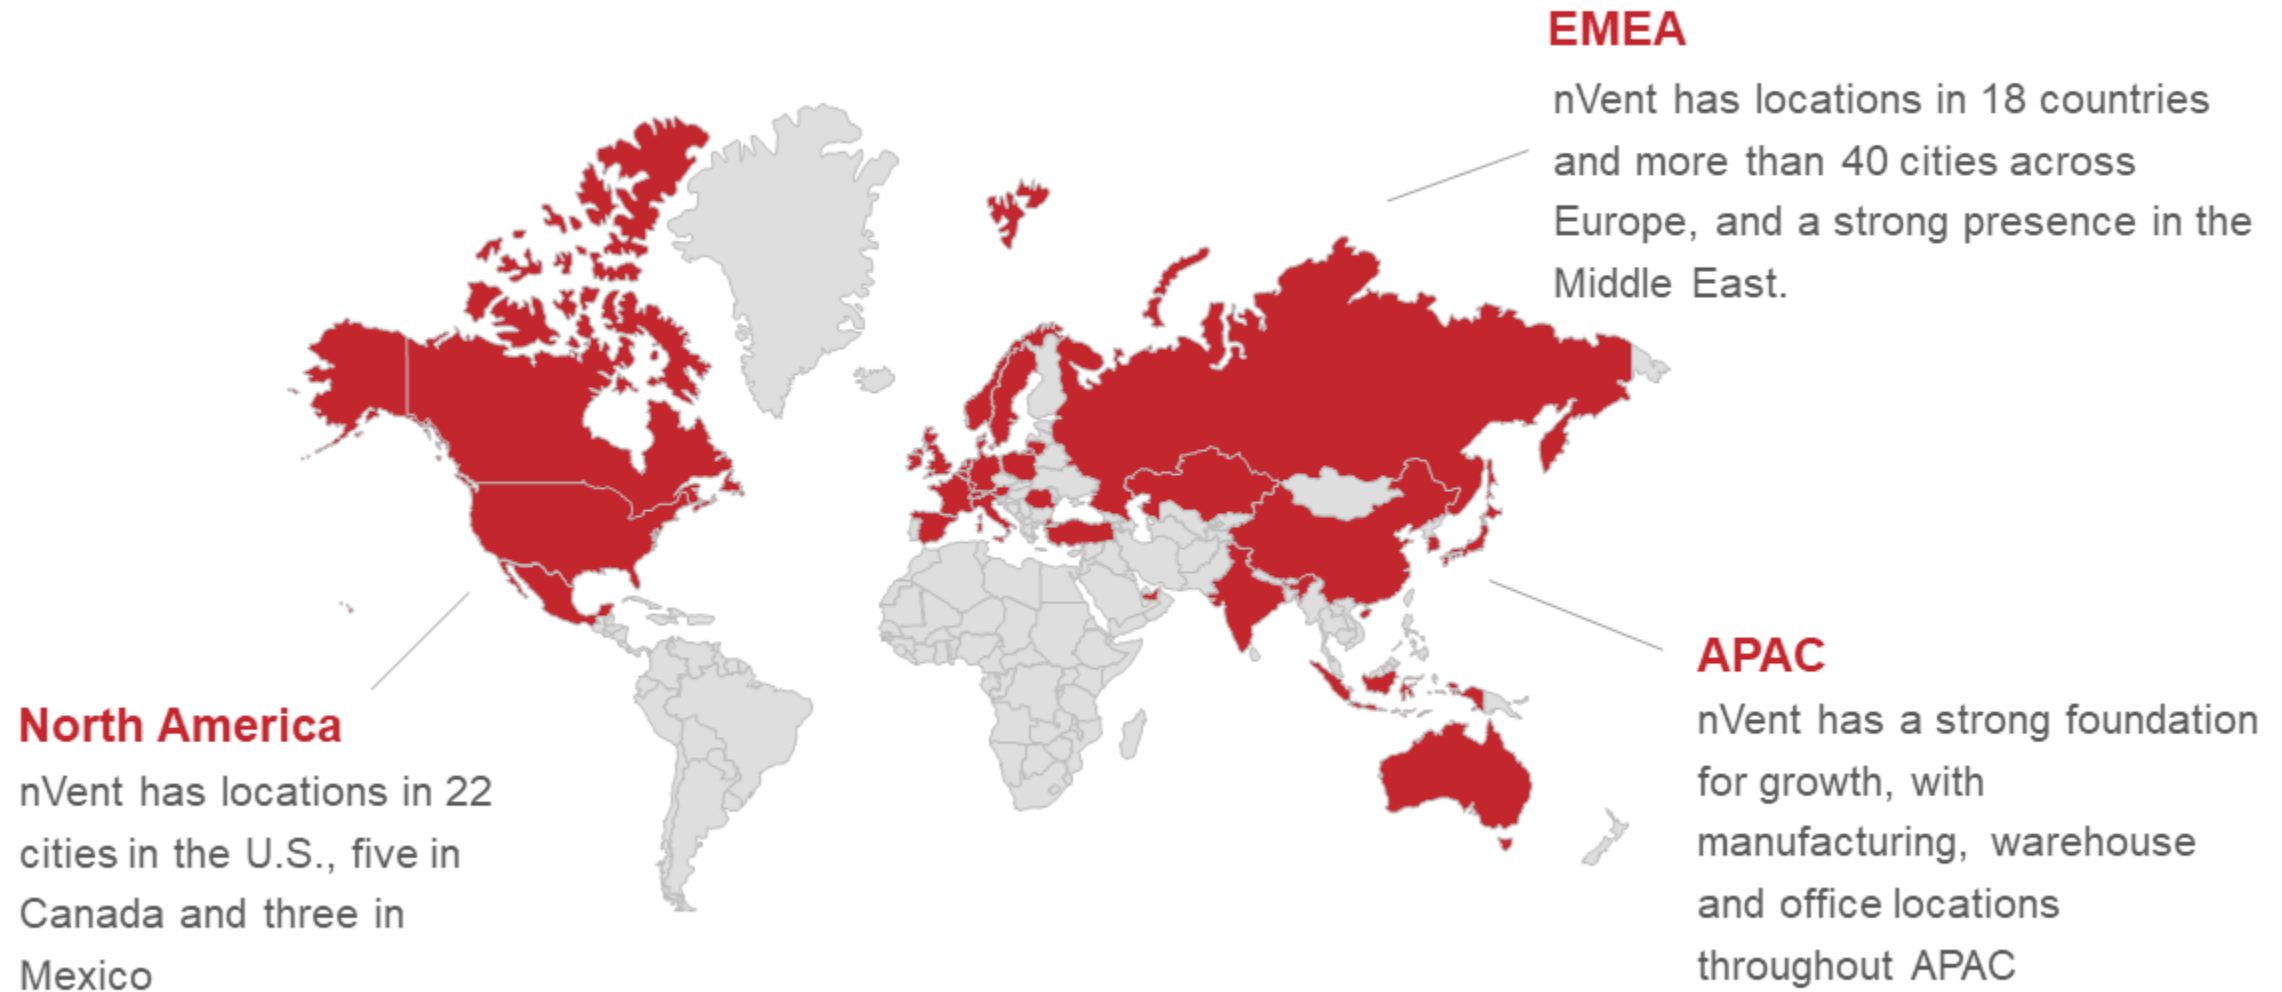 EMEA
nVent has locations in 18 countries
and more than 40 cities across
Europe, and a strong presence in the
Middle East.
North America
nVent has locations in 22
cities in the U.S., five in
Canada and three in
Mexico
APAC
nVent has a strong foundation
for growth, with
manufacturing, warehouse
and office locations
throughout APAC